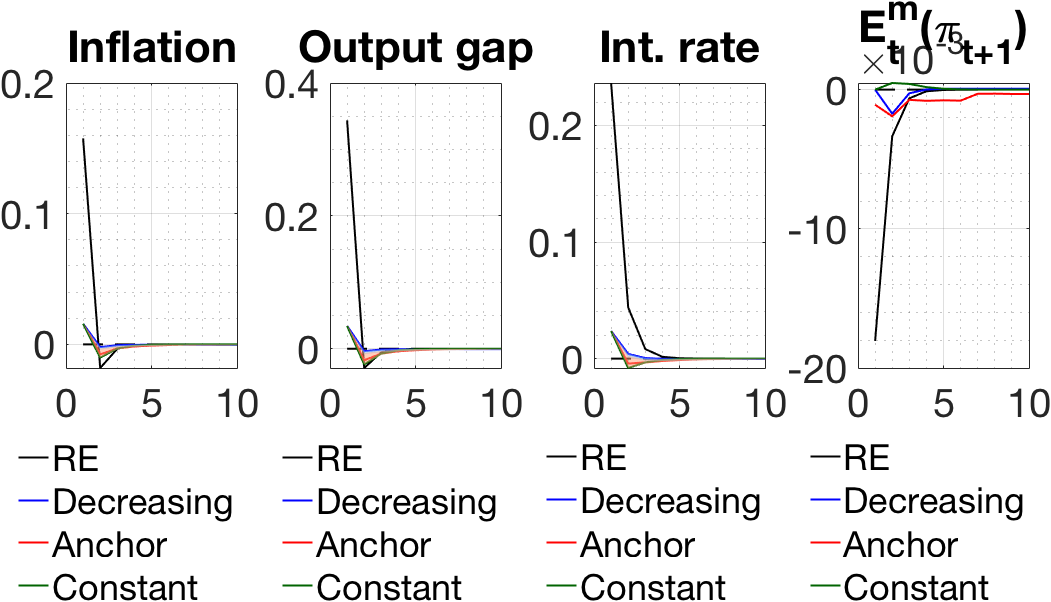 Inflation
0.2
0.1
0
0 5 10
RE
Decreasing
Anchor
Constant
Output gap
0.4
0.2
0
0 5 10
RE
Decreasing
Anchor
Constant
Int. rate
0.2
0.1
0
0 5 10
RE
Decreasing
Anchor
Constant
E^m_t(π_{t+1})
×10^{-3}
0
-10
-20
0 5 10
RE
Decreasing
Anchor
Constant